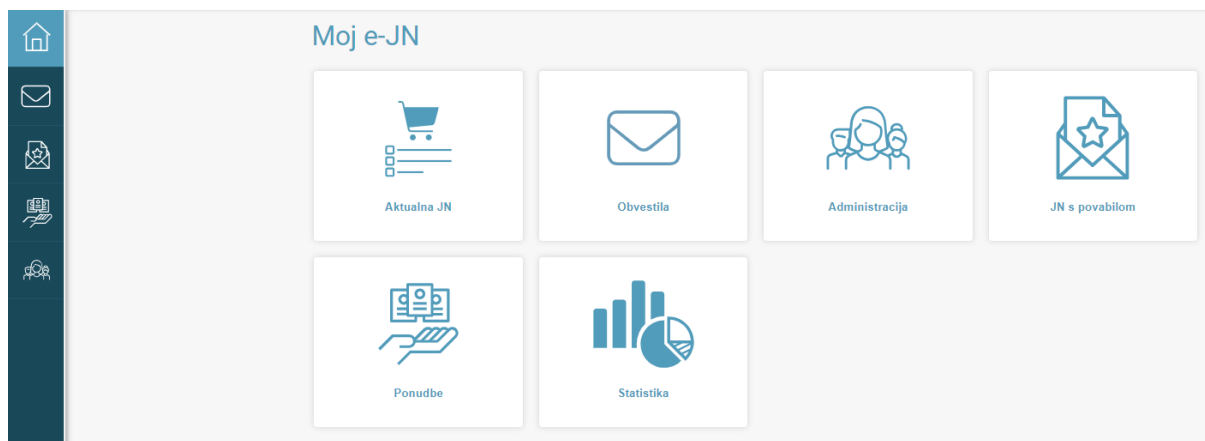 Moj e-JN
Aktualna JN
Obvestila
Administracija
JN s povabilom
Ponudbe
Statistika